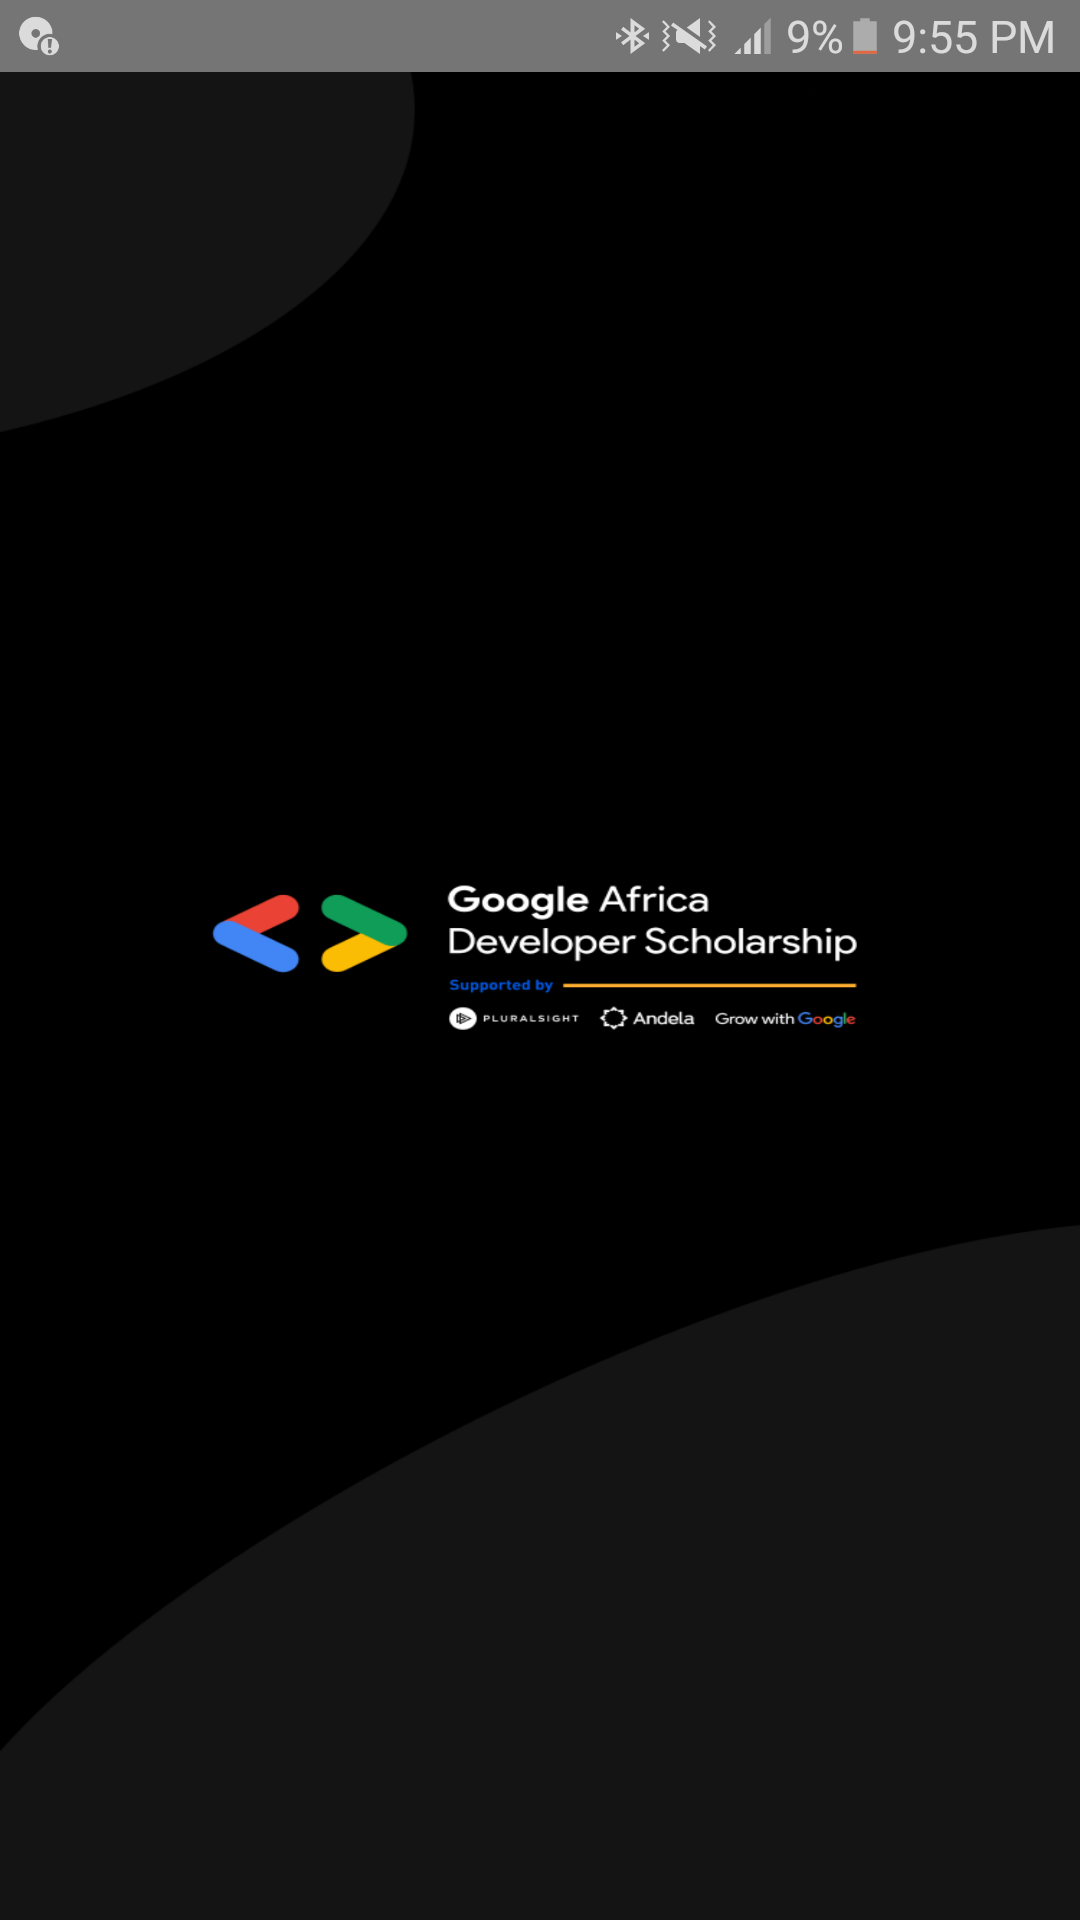 9% 9:55 PM
Google Africa
Developer Scholarship
Supported by
PLURALSIGHT Andela Grow with Google